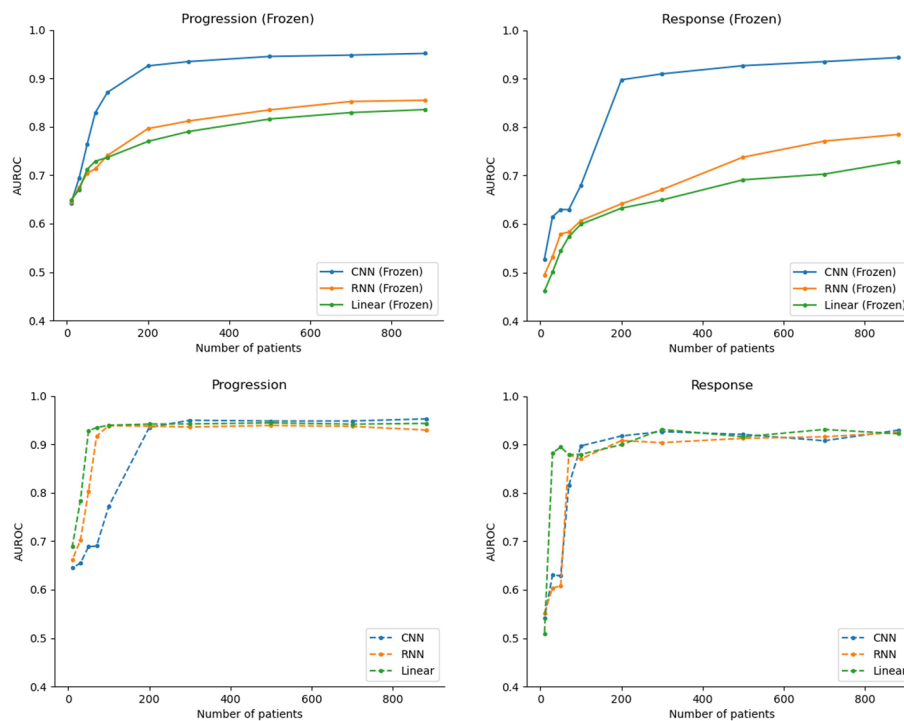 Progression (Frozen)
1.0
0.9
0.8
0.7
0.6
0.5
0.4
AUROC
0
200
400
600
800
Number of patients
CNN (Frozen)
RNN (Frozen)
Linear (Frozen)
Response (Frozen)
1.0
0.9
0.8
0.7
0.6
0.5
0.4
AUROC
0
200
400
600
800
Number of patients
CNN (Frozen)
RNN (Frozen)
Linear (Frozen)
Progression
1.0
0.9
0.8
0.7
0.6
0.5
0.4
AUROC
0
200
400
600
800
Number of patients
CNN
RNN
Linear
Response
1.0
0.9
0.8
0.7
0.6
0.5
0.4
AUROC
0
200
400
600
800
Number of patients
CNN
RNN
Linear